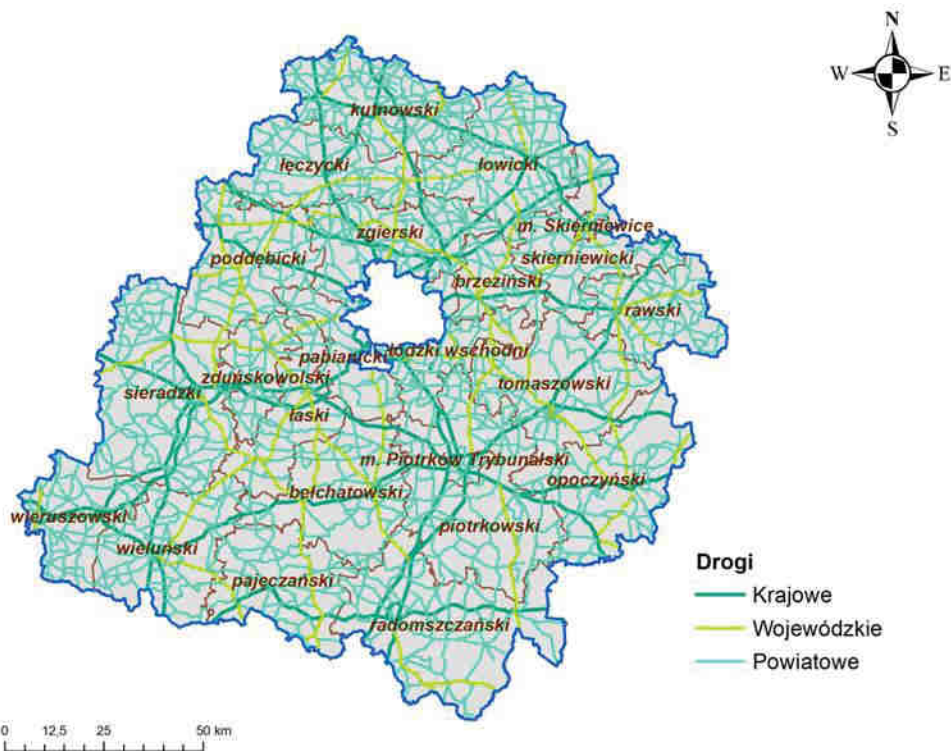 N
W E
S
kutnowski
łęczycki łowicki
zgierski m. Skierniewice
poddębicki skierniewicki
brzeziński
rawski
pabianicki łódzki wschodni
zduńskowolski tomaszowski
sieradzki
łaski
m. Piotrków Trybunalski
opoczyński
bełchatowski
wieruszowski piotrkowski
wieluński
pajęczański
radomszczański
Drogi
Krajowe
Wojewódzkie
Powiatowe
0 12,5 25 50 km